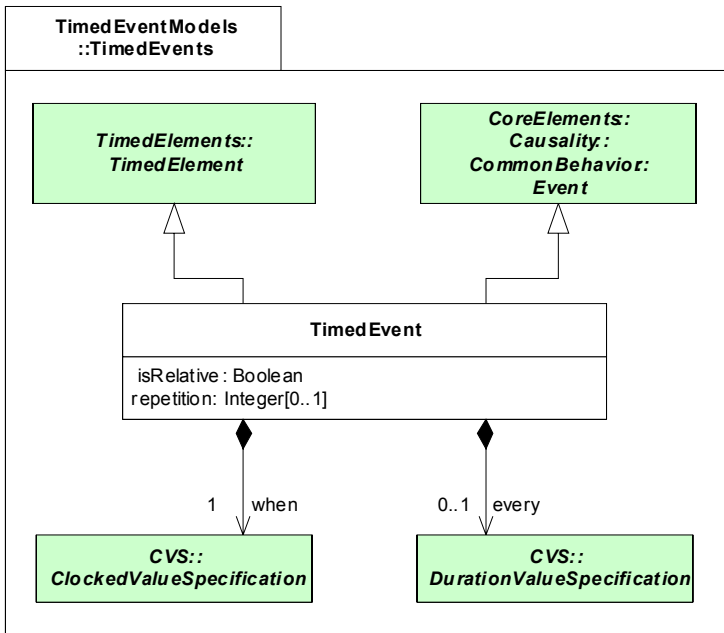 TimedEventModels
::TimedEvents
TimedElements::
TimedElement
CoreElements::
Causality::
CommonBehavior::
Event
TimedEvent
isRelative: Boolean
repetition: Integer[0..1]
1 when
0..1 every
CVS::
ClockedValueSpecification
CVS::
DurationValueSpecification